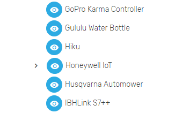 GoPro Karma Controller
Gululu Water Bottle
Hiku
Honeywell IoT
Husqvarna Automower
IBHLink S7++